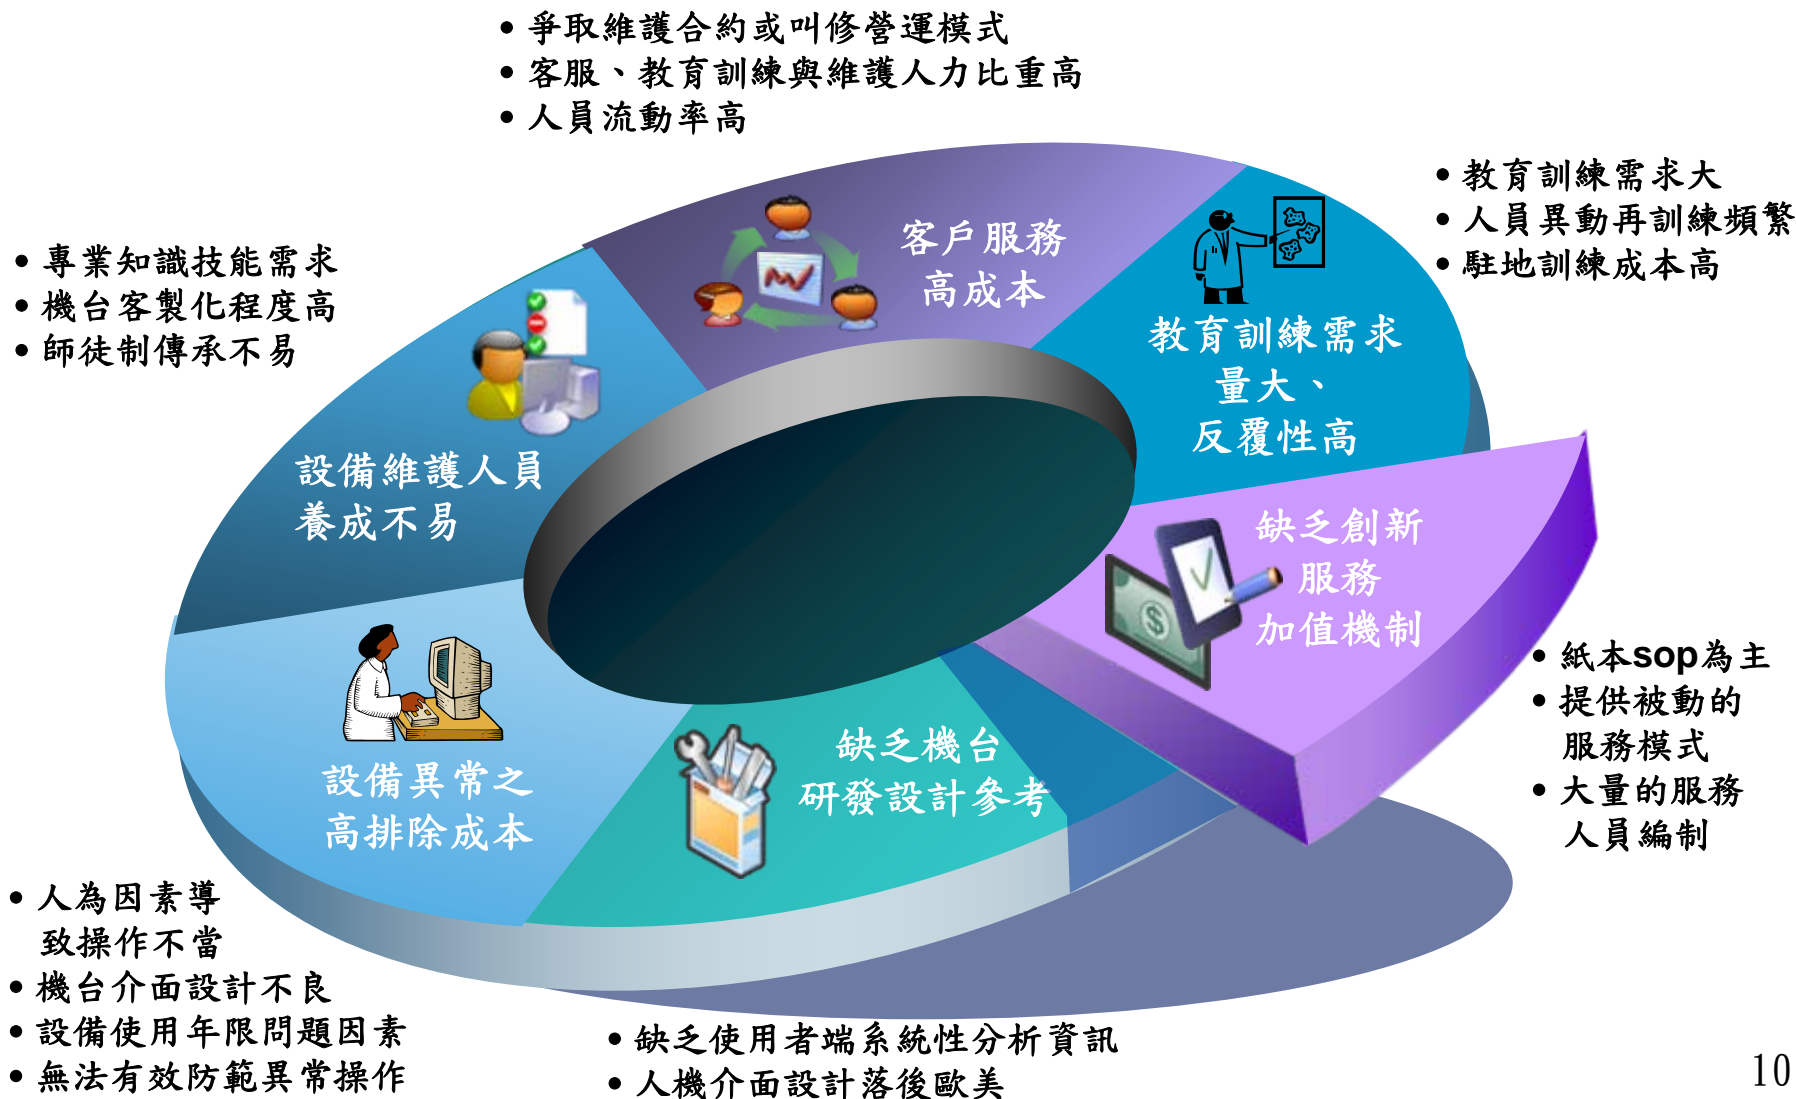 • 爭取維護合約或叫修營運模式
• 客服、教育訓練與維護人力比重高
• 人員流動率高
• 教育訓練需求大
• 人員異動再訓練頻繁
• 駐地訓練成本高
• 專業知識技能需求
• 機台客製化程度高
• 師徒制傳承不易
客戶服務
高成本
教育訓練需求
量大、
反覆性高
設備維護人員
養成不易
缺乏創新
服務
加值機制
設備異常之
高排除成本
缺乏機台
研發設計參考
• 紙本sop為主
• 提供被動的
服務模式
• 大量的服務
人員編制
• 人為因素導
致操作不當
• 機台介面設計不良
• 設備使用年限問題因素
• 無法有效防範異常操作
• 缺乏使用者端系統性分析資訊
• 人機介面設計落後歐美
10